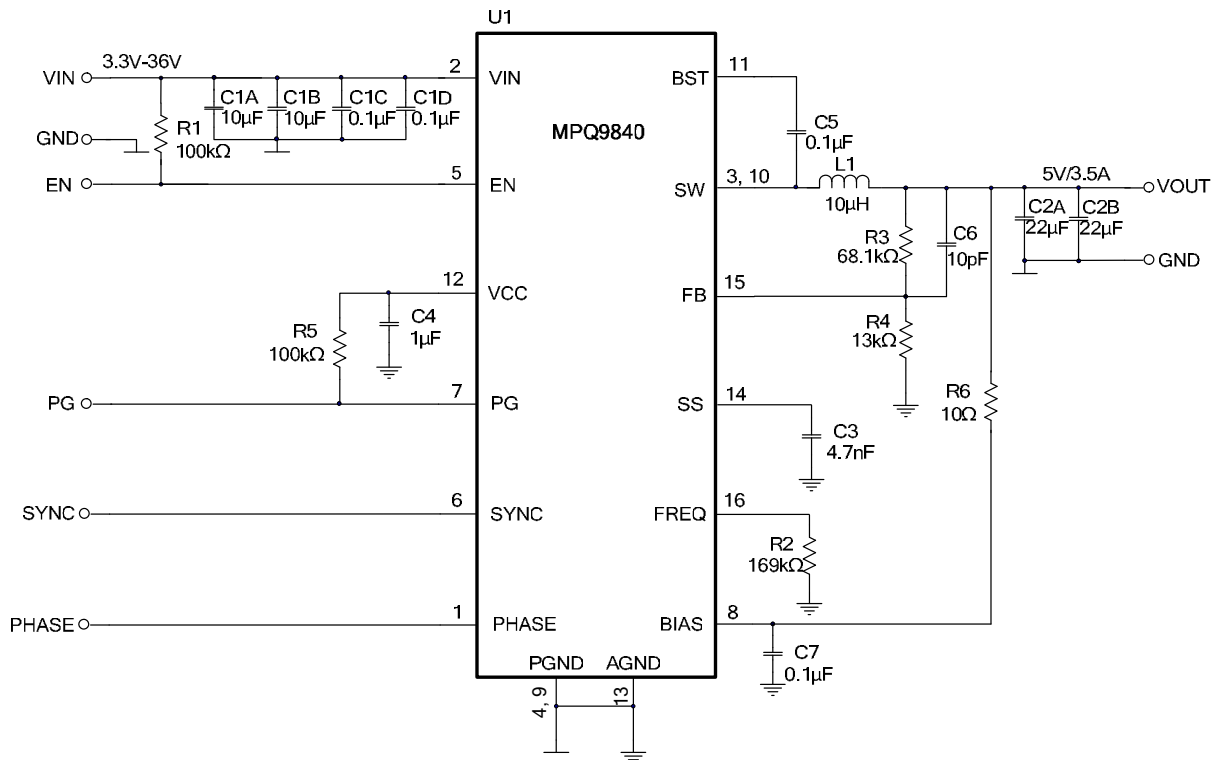 U1
MPQ9840
VIN
3.3V-36V
2
VIN
GND
R1
100kΩ
C1A
10µF
C1B
10µF
C1C
0.1µF
C1D
0.1µF
EN
5
EN
12
VCC
R5
100kΩ
C4
1µF
PG
7
PG
SYNC
6
SYNC
PHASE
1
PHASE
PGND
AGND
4, 9
13
BST
11
C5
0.1µF
SW
3, 10
L1
10µH
5V/3.5A
VOUT
C2A
22µF
C2B
22µF
GND
R3
68.1kΩ
C6
10pF
FB
15
R4
13kΩ
SS
14
C3
4.7nF
R6
10Ω
FREQ
16
R2
169kΩ
BIAS
8
C7
0.1µF